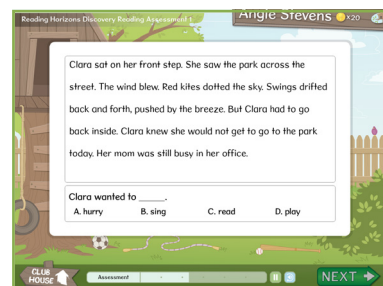 Reading Horizons Discovery Reading Assessment 1
Angie Stevens
×20
Clara sat on her front step. She saw the park across the
street. The wind blew. Red kites dotted the sky. Swings drifted
back and forth, pushed by the breeze. But Clara had to go
back inside. Clara knew she would not get to go to the park
today. Her mom was still busy in her office.
Clara wanted to _____.
A. hurry B. sing C. read D. play
CLUB
HOUSE
Assessment
NEXT